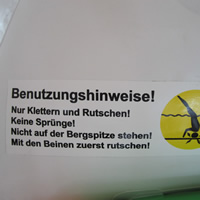 Benutzungshinweise!
Nur Klettern und Rutschen!
Keine Sprünge!
Nicht auf der Bergspitze stehen!
Mit den Beinen zuerst rutschen!